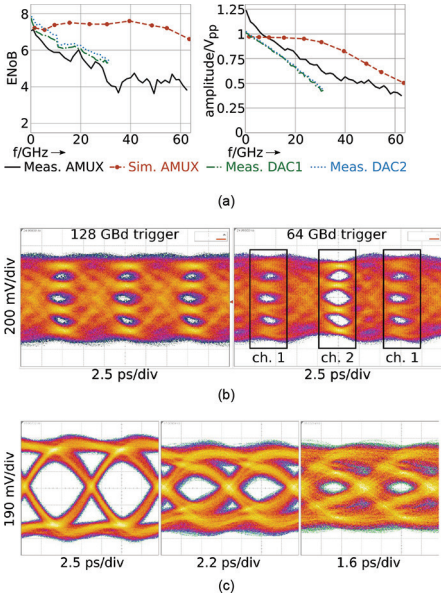 8
6
4
2
ENoB
0
20
40
60
f/GHz →
1.25
1
0.75
0.5
0.25
0
amplitude/Vpp
0
20
40
60
f/GHz →
Meas. AMUX
Sim. AMUX
Meas. DAC1
Meas. DAC2
(a)
128 GBd trigger
64 GBd trigger
200 mV/div
ch. 1
ch. 2
ch. 1
2.5 ps/div
2.5 ps/div
(b)
190 mV/div
2.5 ps/div
2.2 ps/div
1.6 ps/div
(c)